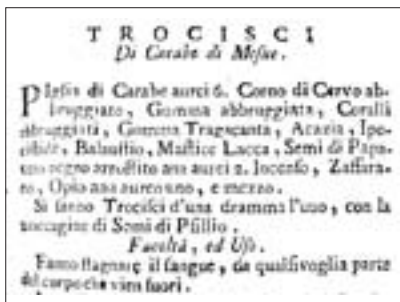 TROCISCI
Di Carabe di Mesue.
Piglia di Carabe aurei 6. Corno di Cervo ab-
bruggiato, Gomma abbruggiata, Coralli
abbruggiati, Gomma Tragacanta, Acazia, Ipo-
cistide, Balaustio, Mastice Lacca, Semi di Papa-
vero negro arrostito ana aurei 2. Incenso, Zaffara-
no, Opio ana aureo uno, e mezzo.
Si fanno Trocisci d'una dramma l'uno, con la
muccagine di Semi di Psillio.
Facoltà, ed Uso.
Fanno stagnare il sangue, da qualsivoglia parte
del corpo che vien fuori.